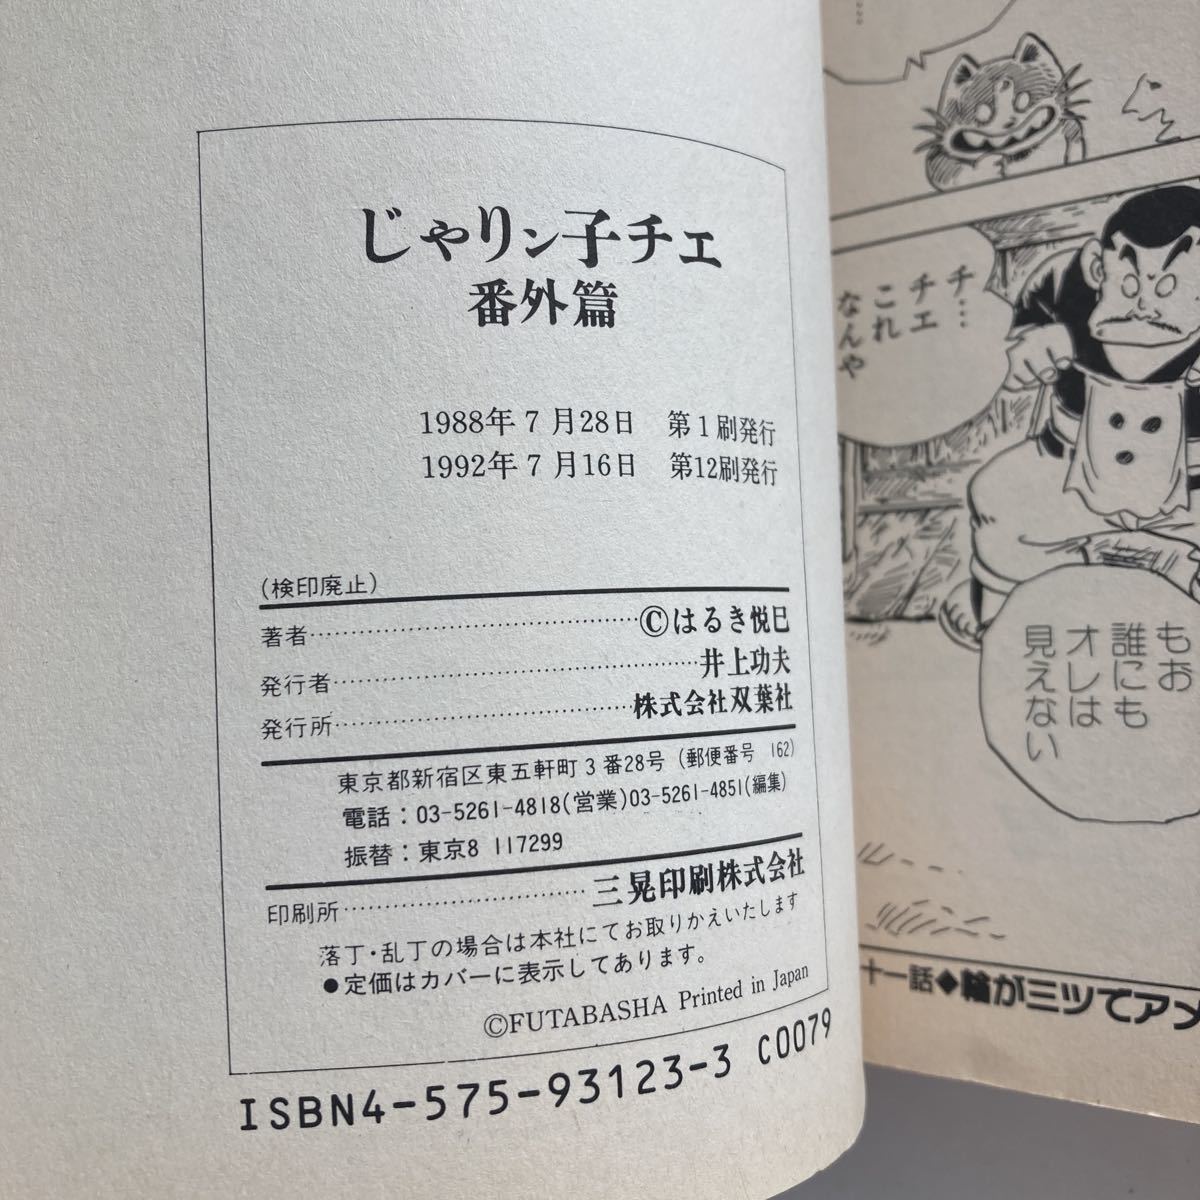 じゃりン子チエ
番外篇
1988年7月28日 第1刷発行
1992年7月16日 第12刷発行
(検印廃止)
著者……………………………©はるき悦巳
発行者……………………………井上功夫
発行所………………………株式会社双葉社
東京都新宿区東五軒町3番28号(郵便番号 162)
電話：03-5261-4818(営業)03-5261-4851(編集)
振替：東京8 117299
印刷所……………………三晃印刷株式会社
落丁・乱丁の場合は本社にてお取りかえいたします
●定価はカバーに表示してあります。
©FUTABASHA Printed in Japan
ISBN4-575-93123-3 C0079
チ…
チエ
これ
なんや
もお
誰にも
オレは
見えない
十一話◆輪が三ツでアメ